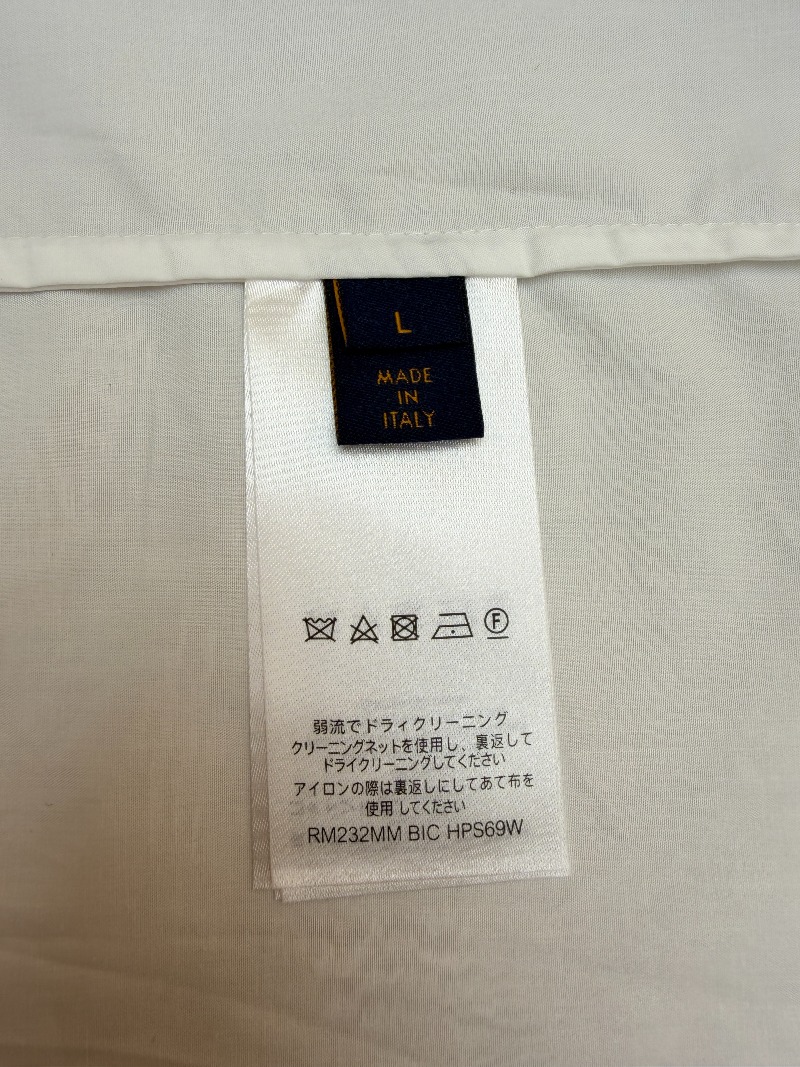 L
MADE
IN
ITALY
F
弱流でドライクリーニング
クリーニングネットを使用し、裏返して
ドライクリーニングしてください
アイロンの際は裏返しにしてあて布を
使用 してください
RM232MM BIC HPS69W